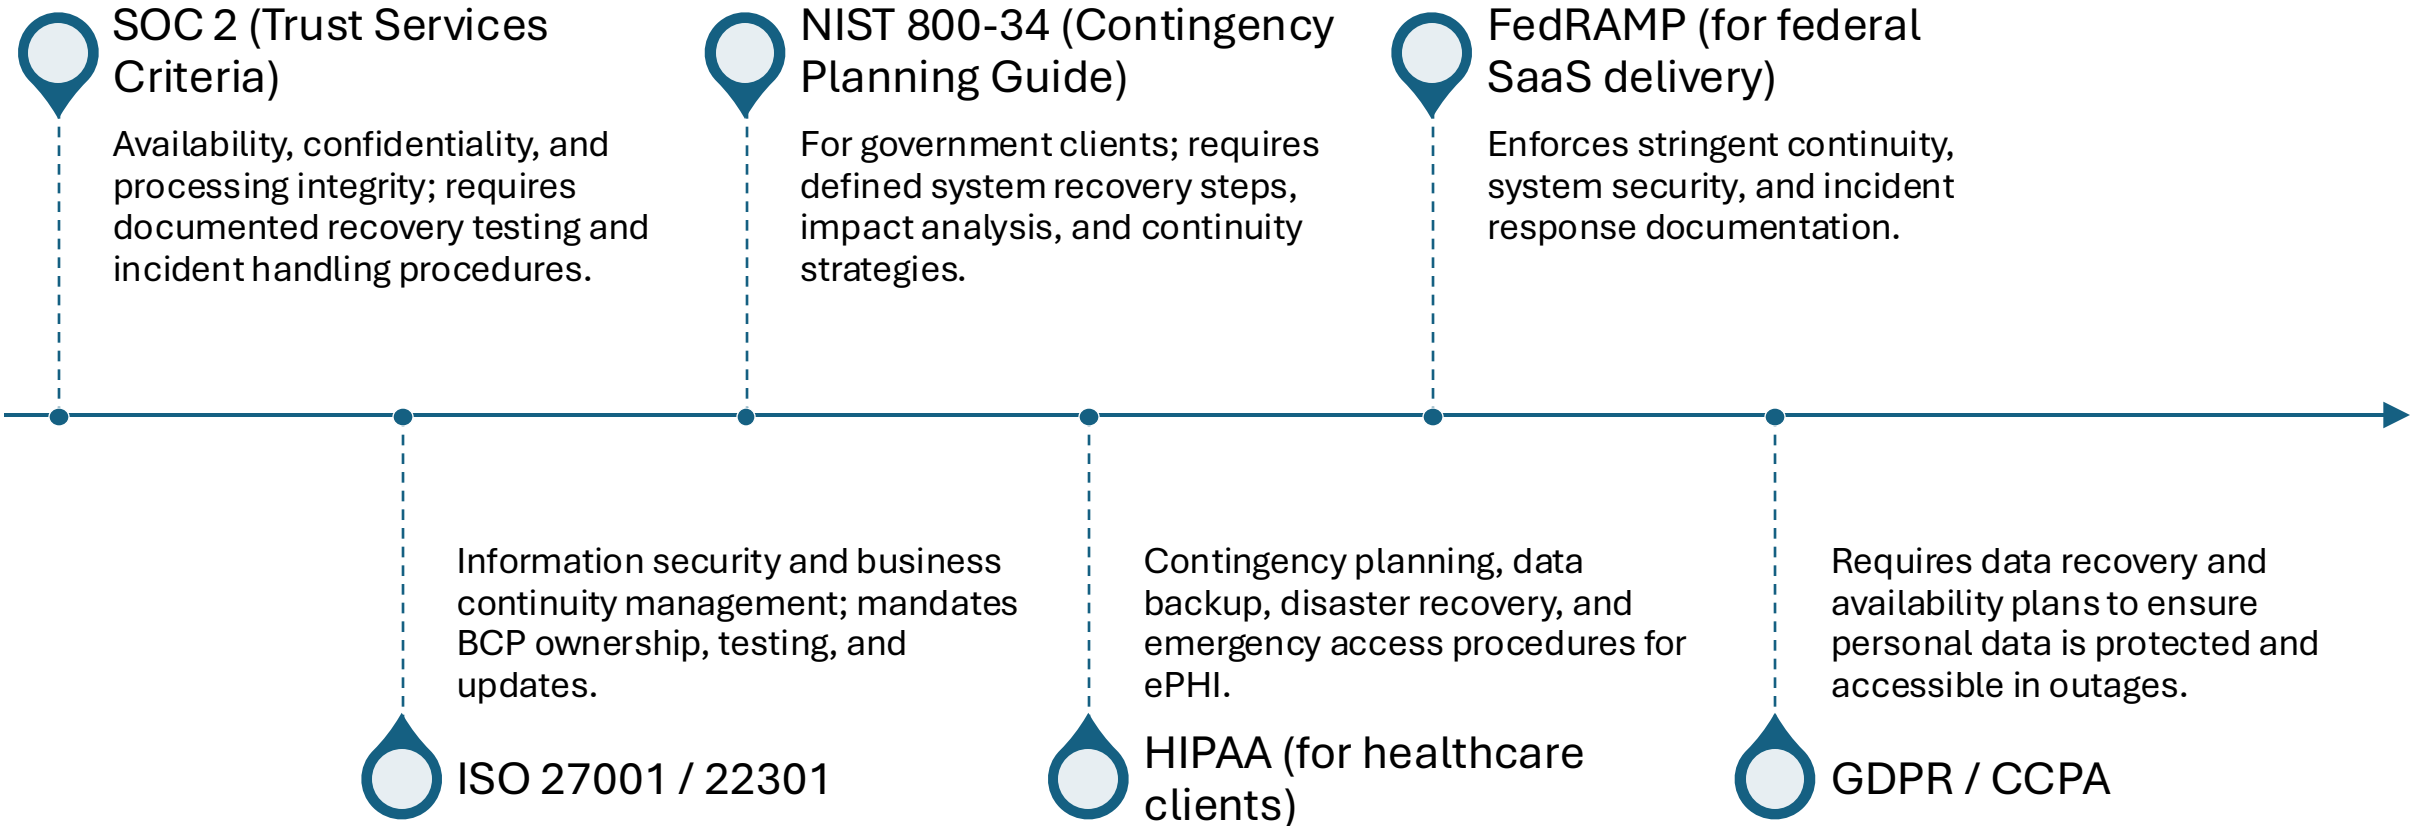 SOC 2 (Trust Services
Criteria)
Availability, confidentiality, and
processing integrity; requires
documented recovery testing and
incident handling procedures.
Information security and business
continuity management; mandates
BCP ownership, testing, and
updates.
ISO 27001 / 22301
NIST 800-34 (Contingency
Planning Guide)
For government clients; requires
defined system recovery steps,
impact analysis, and continuity
strategies.
Contingency planning, data
backup, disaster recovery, and
emergency access procedures for
ePHI.
HIPAA (for healthcare
clients)
FedRAMP (for federal
SaaS delivery)
Enforces stringent continuity,
system security, and incident
response documentation.
Requires data recovery and
availability plans to ensure
personal data is protected and
accessible in outages.
GDPR / CCPA